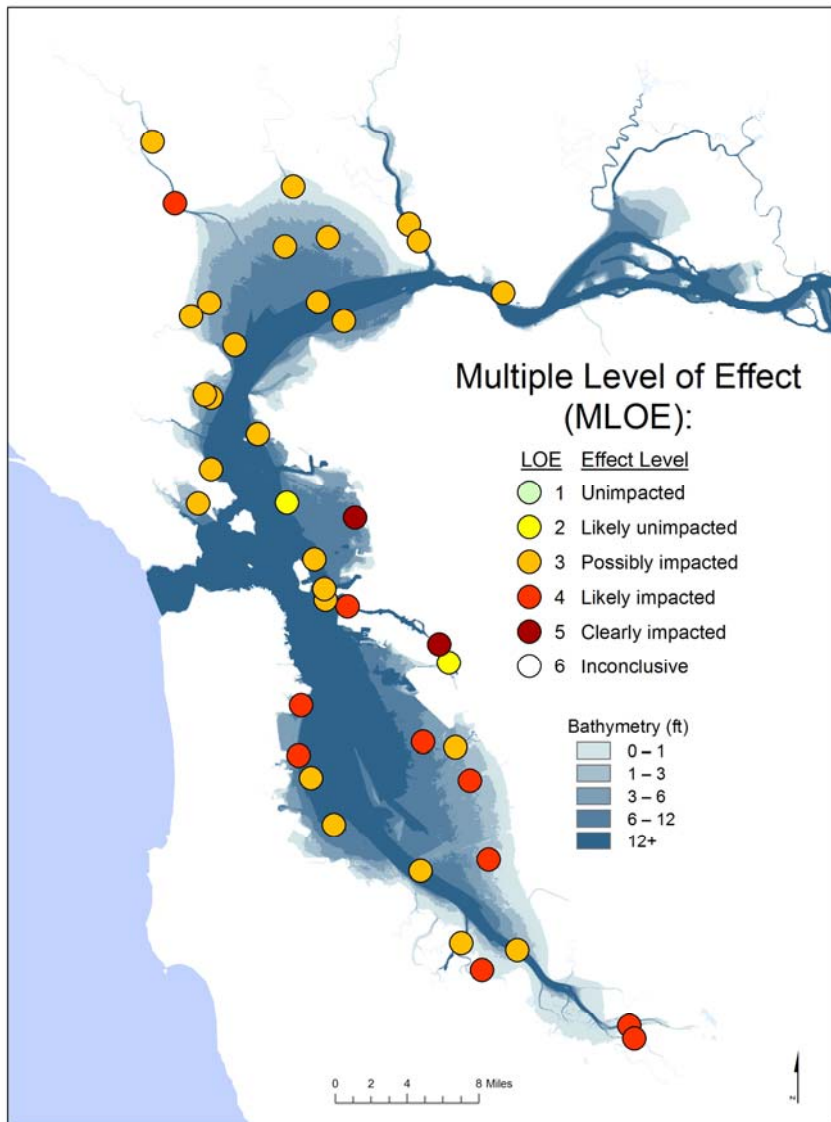 Multiple Level of Effect
(MLOE):
LOE Effect Level
1 Unimpacted
2 Likely unimpacted
3 Possibly impacted
4 Likely impacted
5 Clearly impacted
6 Inconclusive
Bathymetry (ft)
0 – 1
1 – 3
3 – 6
6 – 12
12+
0 2 4 8 Miles
N